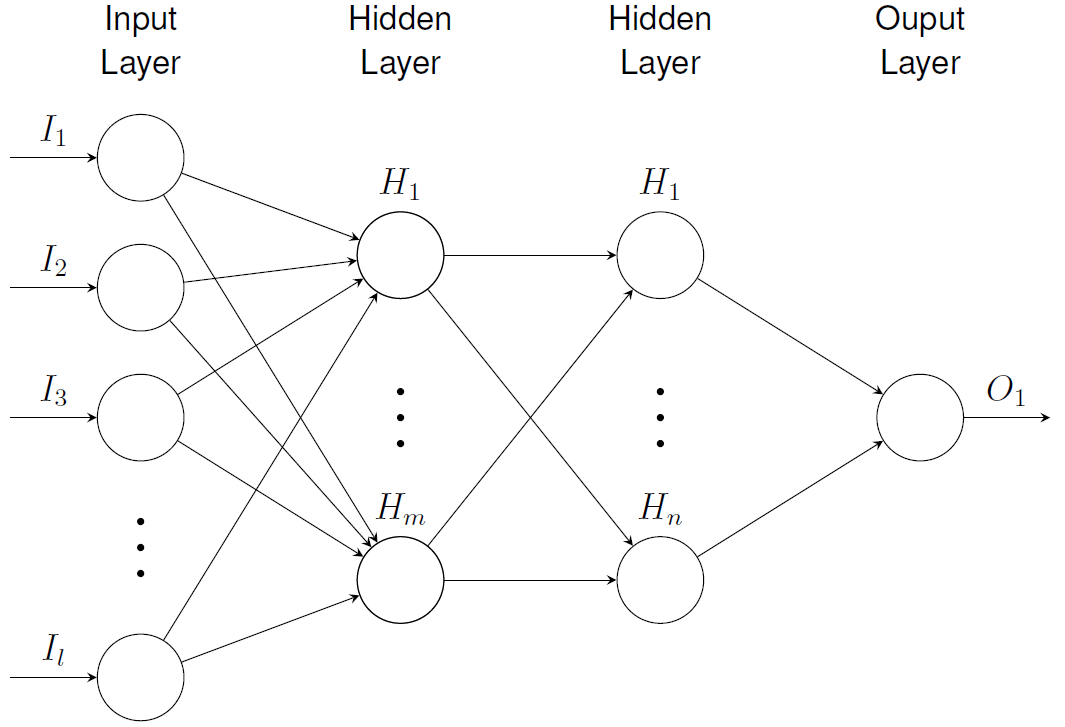 Input Hidden Hidden Ouput
Layer Layer Layer Layer
I₁
H₁ H₁
I₂
I₃ O₁
Hₘ Hₙ
Iₗ